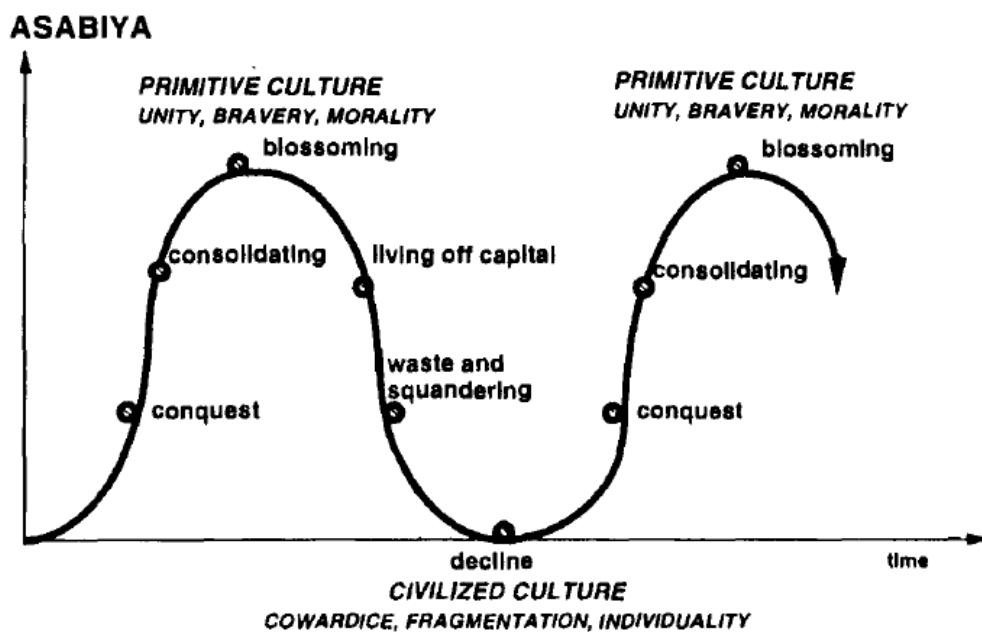 ASABIYA
PRIMITIVE CULTURE
UNITY, BRAVERY, MORALITY
blossoming
consolidating
living off capital
waste and
squandering
conquest
PRIMITIVE CULTURE
UNITY, BRAVERY, MORALITY
blossoming
consolidating
conquest
decline
time
CIVILIZED CULTURE
COWARDICE, FRAGMENTATION, INDIVIDUALITY